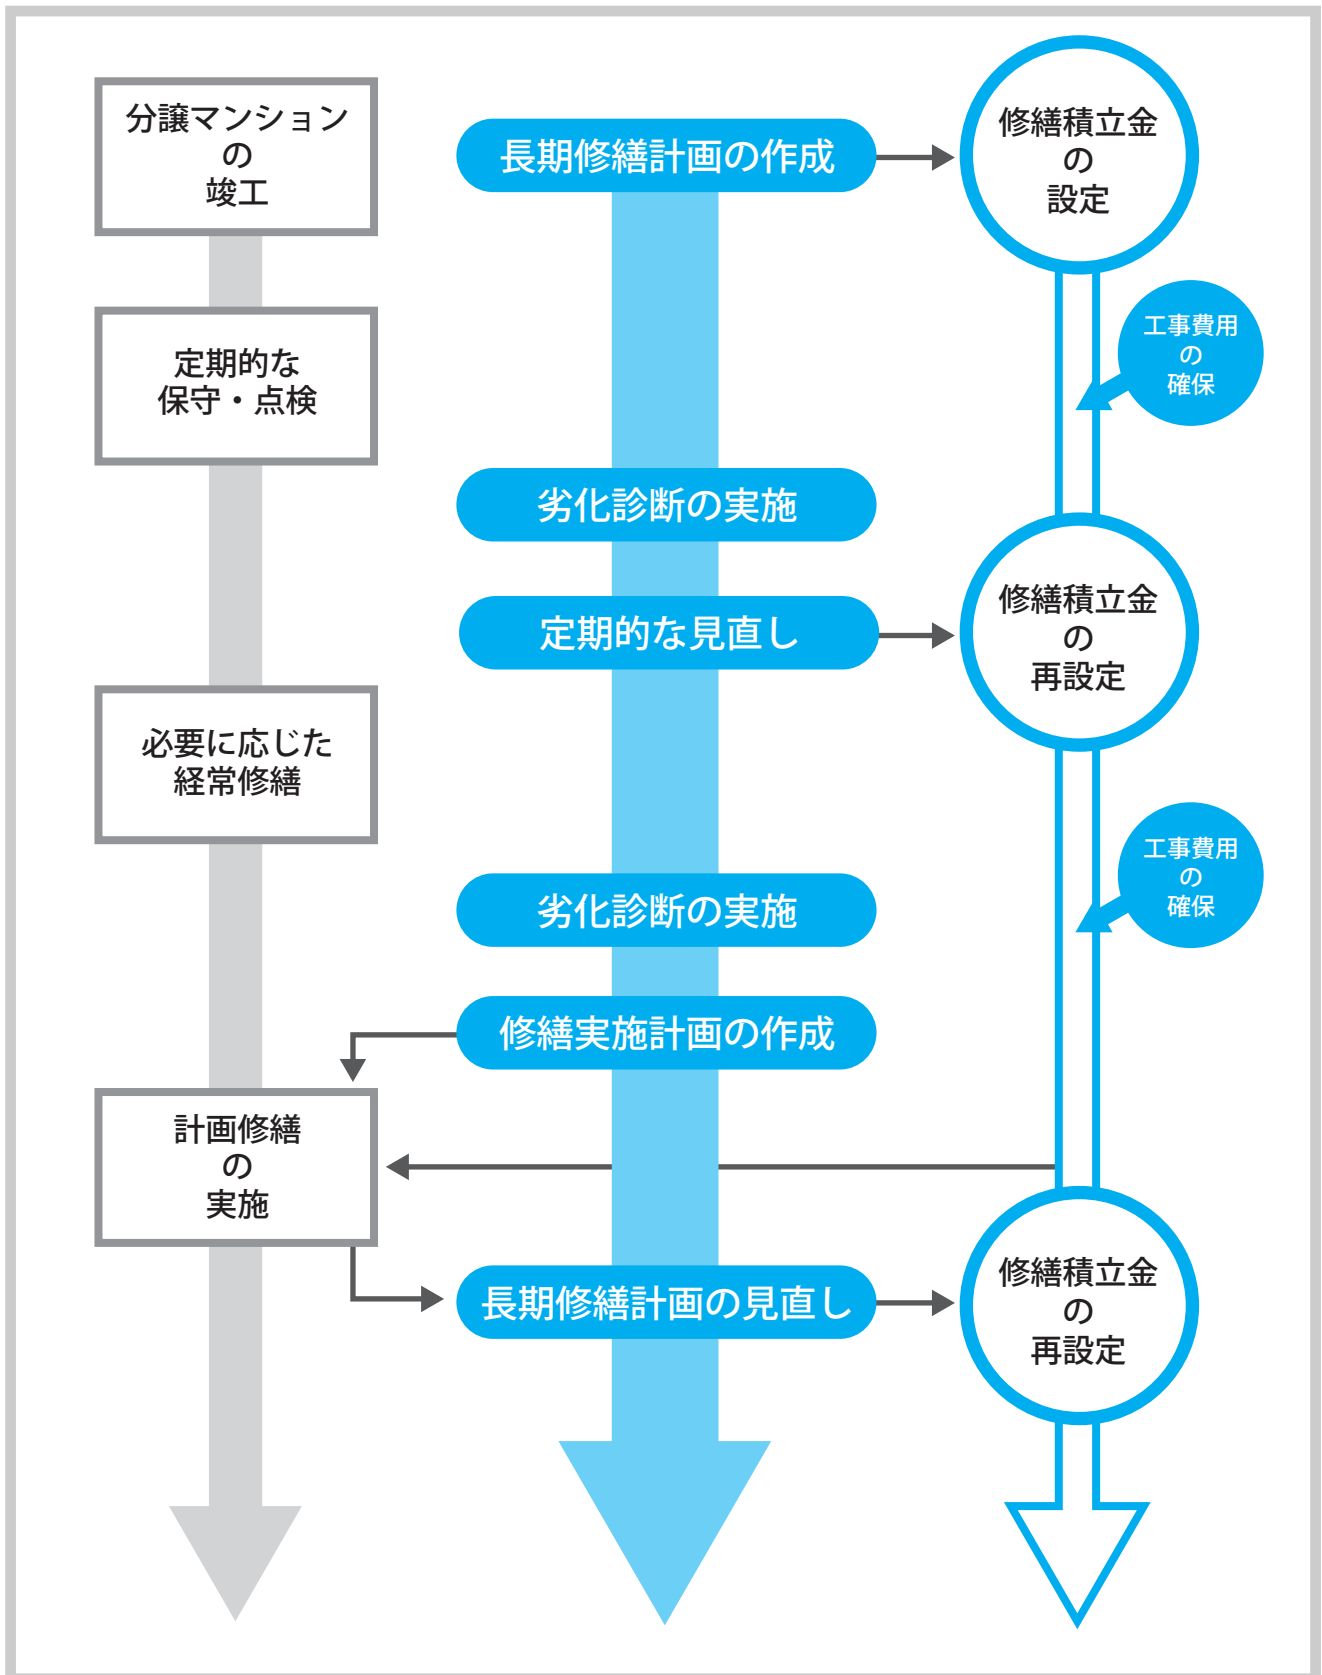 分譲マンション
の
竣工
長期修繕計画の作成
修繕積立金
の
設定
工事費用
の
確保
定期的な
保守・点検
劣化診断の実施
定期的な見直し
修繕積立金
の
再設定
必要に応じた
経常修繕
工事費用
の
確保
劣化診断の実施
修繕実施計画の作成
計画修繕
の
実施
長期修繕計画の見直し
修繕積立金
の
再設定